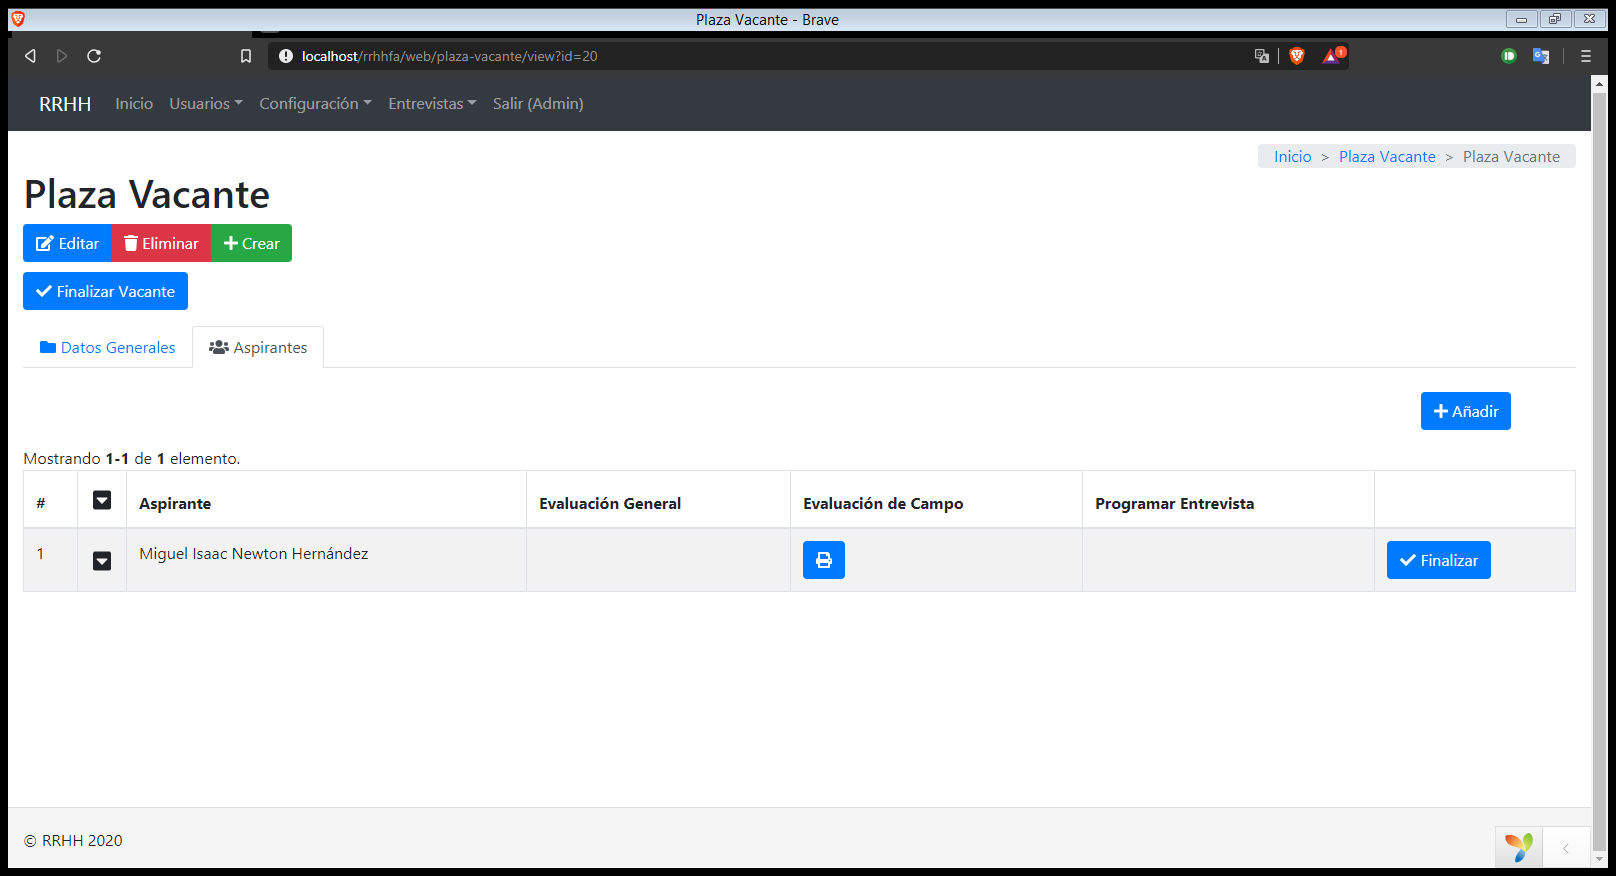 Plaza Vacante - Brave
localhost/rrhhfa/web/plaza-vacante/view?id=20
1
RRHH Inicio Usuarios Configuración Entrevistas Salir (Admin)
Inicio > Plaza Vacante > Plaza Vacante
Plaza Vacante
Editar Eliminar Crear
Finalizar Vacante
Datos Generales Aspirantes
Añadir
Mostrando 1-1 de 1 elemento.
# Aspirante Evaluación General Evaluación de Campo Programar Entrevista
1 Miguel Isaac Newton Hernández Finalizar
© RRHH 2020